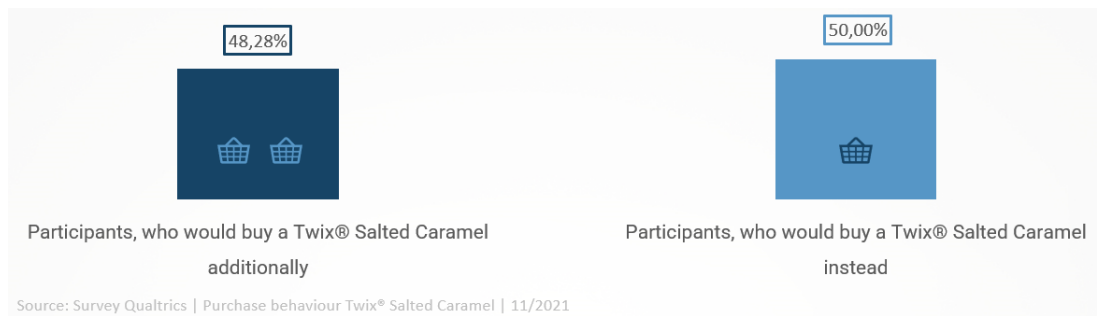 48,28%
50,00%
Participants, who would buy a Twix® Salted Caramel
additionally
Participants, who would buy a Twix® Salted Caramel
instead
Source: Survey Qualtrics | Purchase behaviour Twix® Salted Caramel | 11/2021